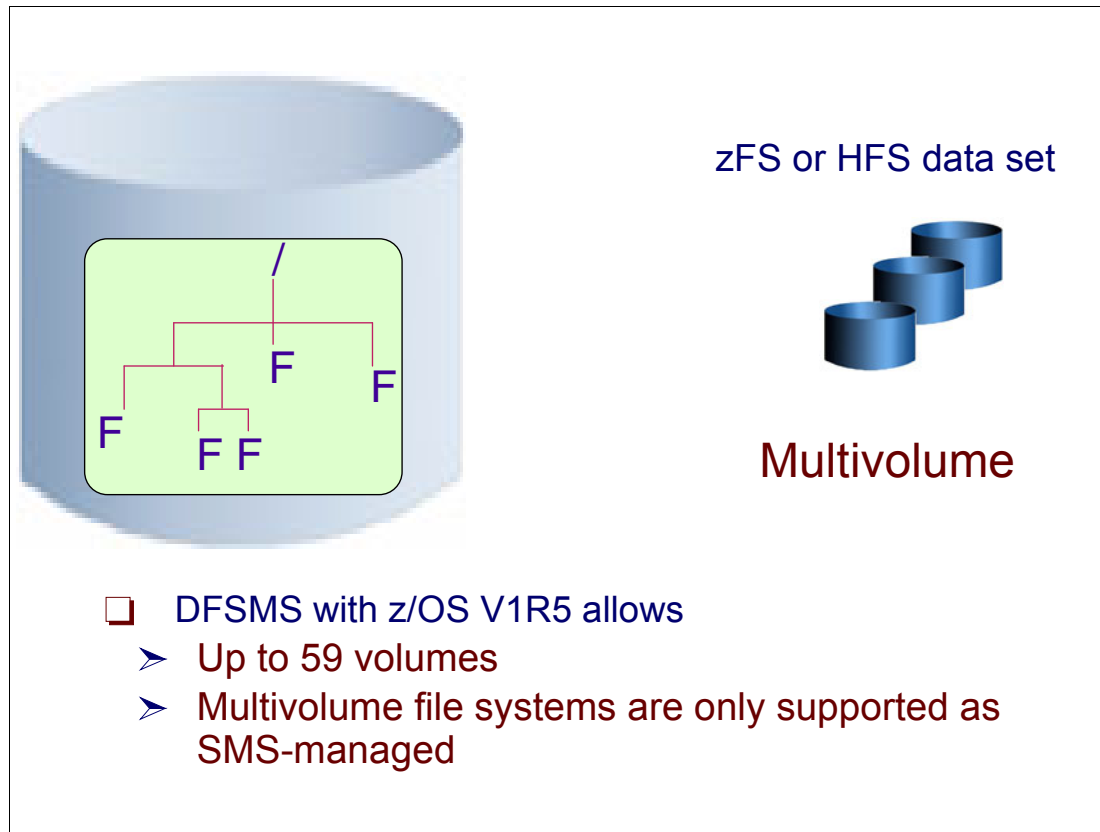 zFS or HFS data set
/
F
F
F
F F
Multivolume
DFSMS with z/OS V1R5 allows
Up to 59 volumes
Multivolume file systems are only supported as
SMS-managed